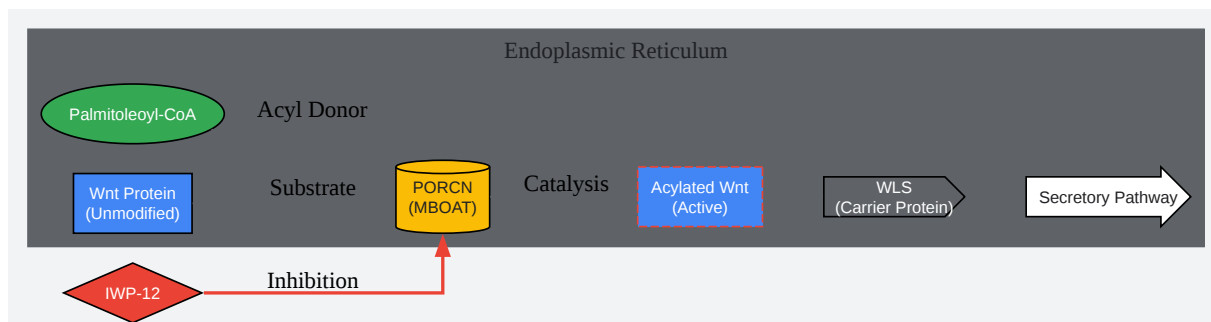 Endoplasmic Reticulum
Palmitoleoyl-CoA
Acyl Donor
Wnt Protein
(Unmodified)
Substrate
PORCN
(MBOAT)
Catalysis
Acylated Wnt
(Active)
WLS
(Carrier Protein)
Secretory Pathway
IWP-12
Inhibition